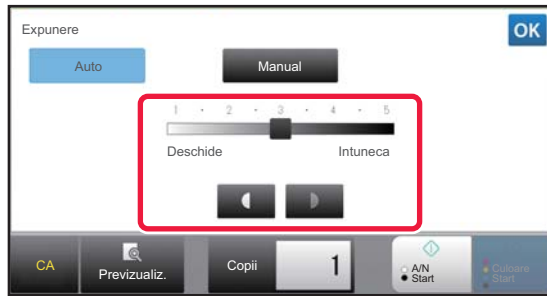 Expunere
OK
Auto
Manual
1 · 2 · 3 · 4 · 5
Deschide
Intuneca
CA
Previzualiz.
Copii
1
A/N
Start
Culoare
Start